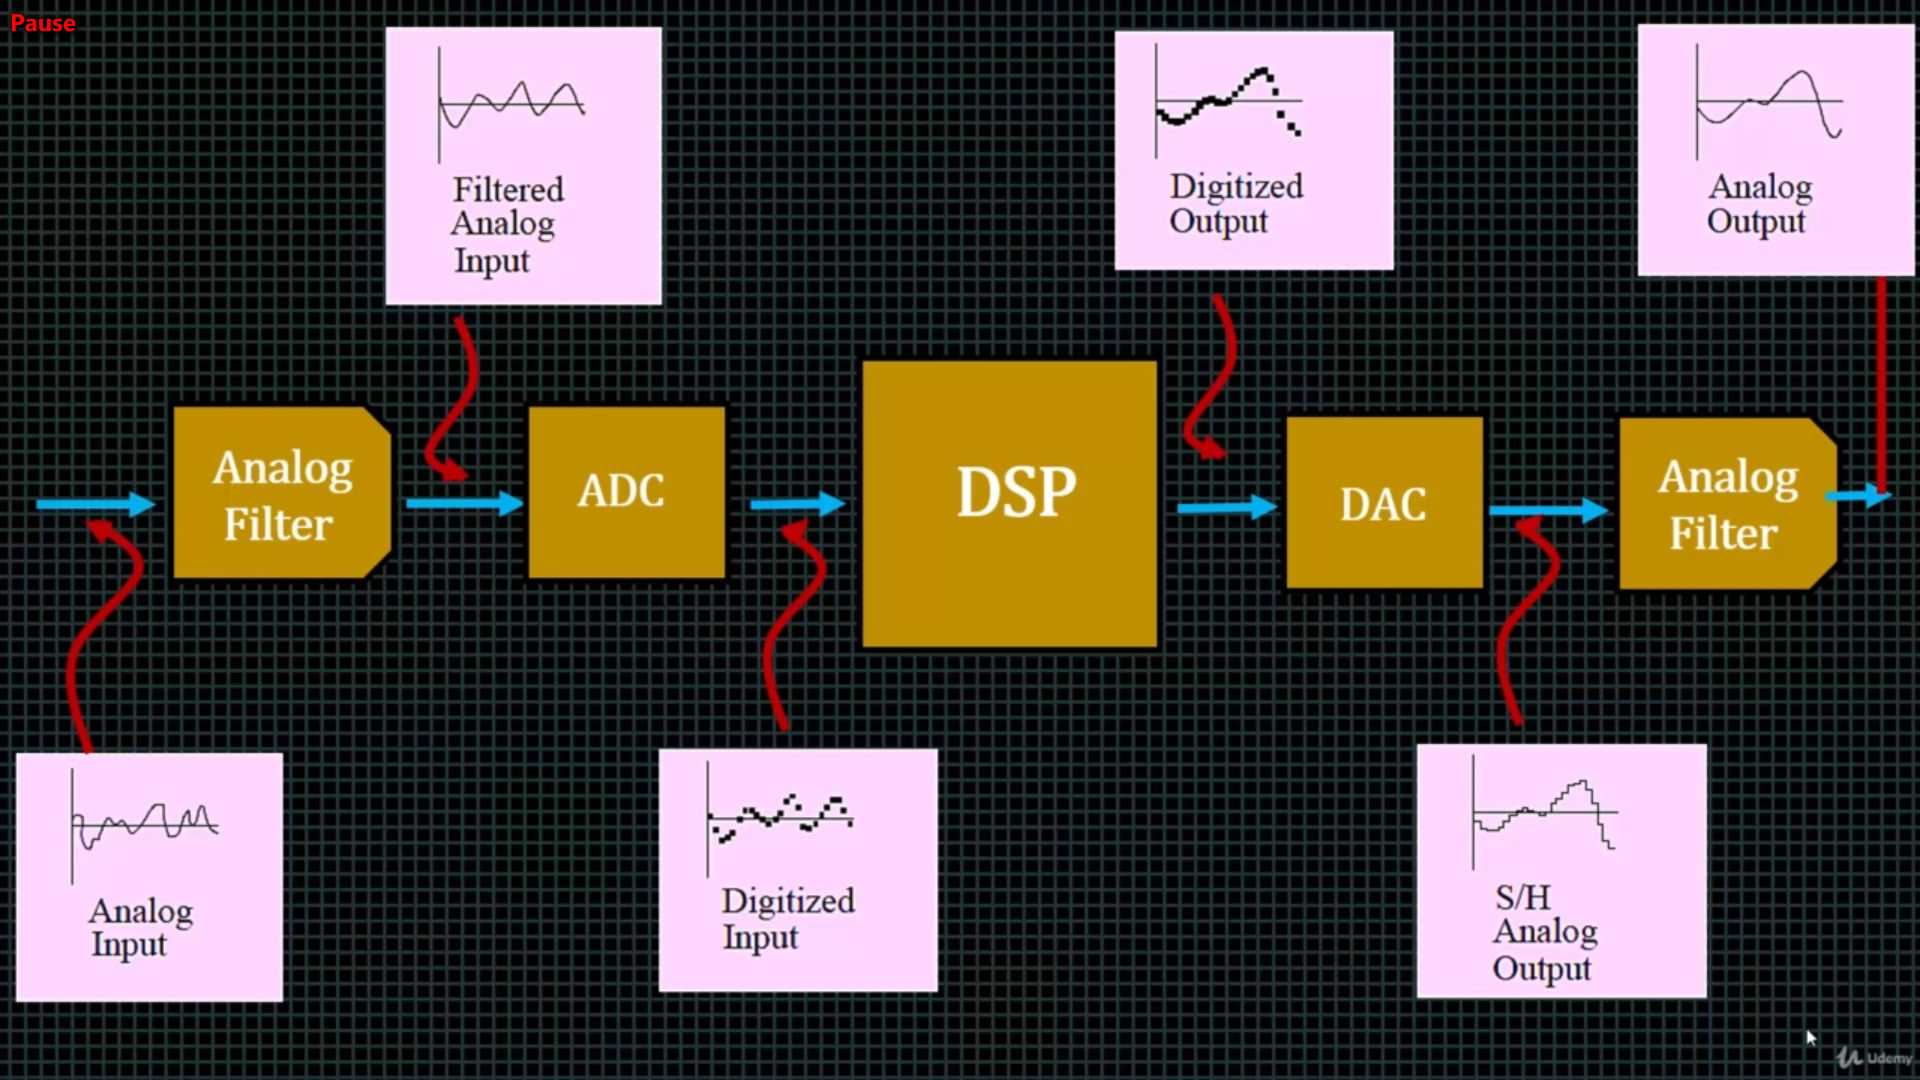 Pause
Filtered
Analog
Input
Digitized
Output
Analog
Output
Analog
Filter
ADC
DSP
DAC
Analog
Filter
Analog
Input
Digitized
Input
S/H
Analog
Output
Udemy